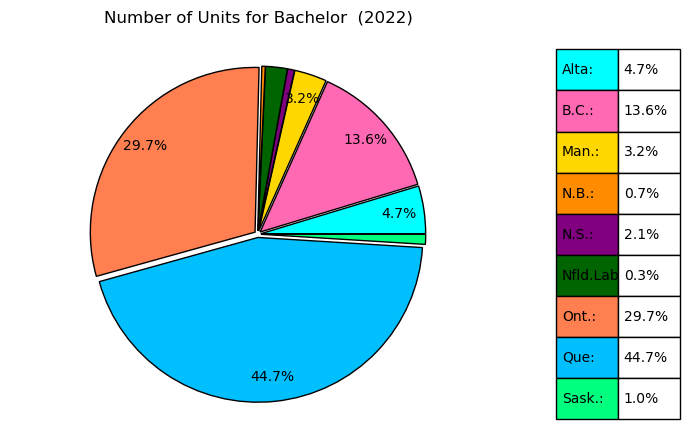 Number of Units for Bachelor (2022)
3.2%
13.6%
29.7%
4.7%
44.7%
Alta: 4.7%
B.C.: 13.6%
Man.: 3.2%
N.B.: 0.7%
N.S.: 2.1%
Nfld.Lab 0.3%
Ont.: 29.7%
Que: 44.7%
Sask.: 1.0%